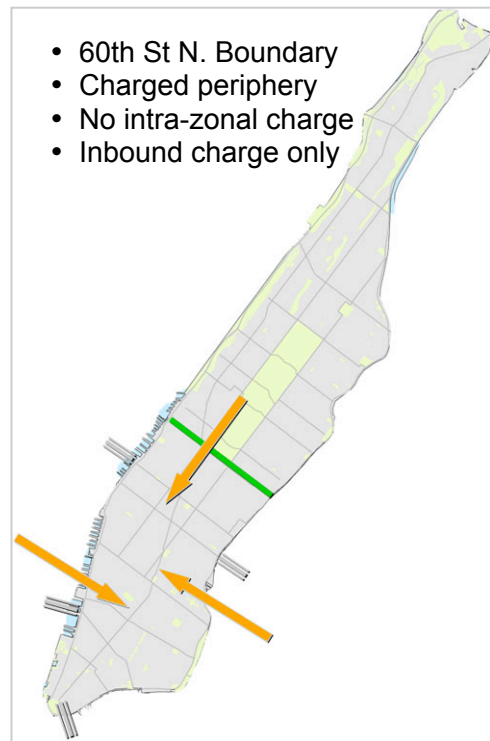 • 60th St N. Boundary
• Charged periphery
• No intra-zonal charge
• Inbound charge only